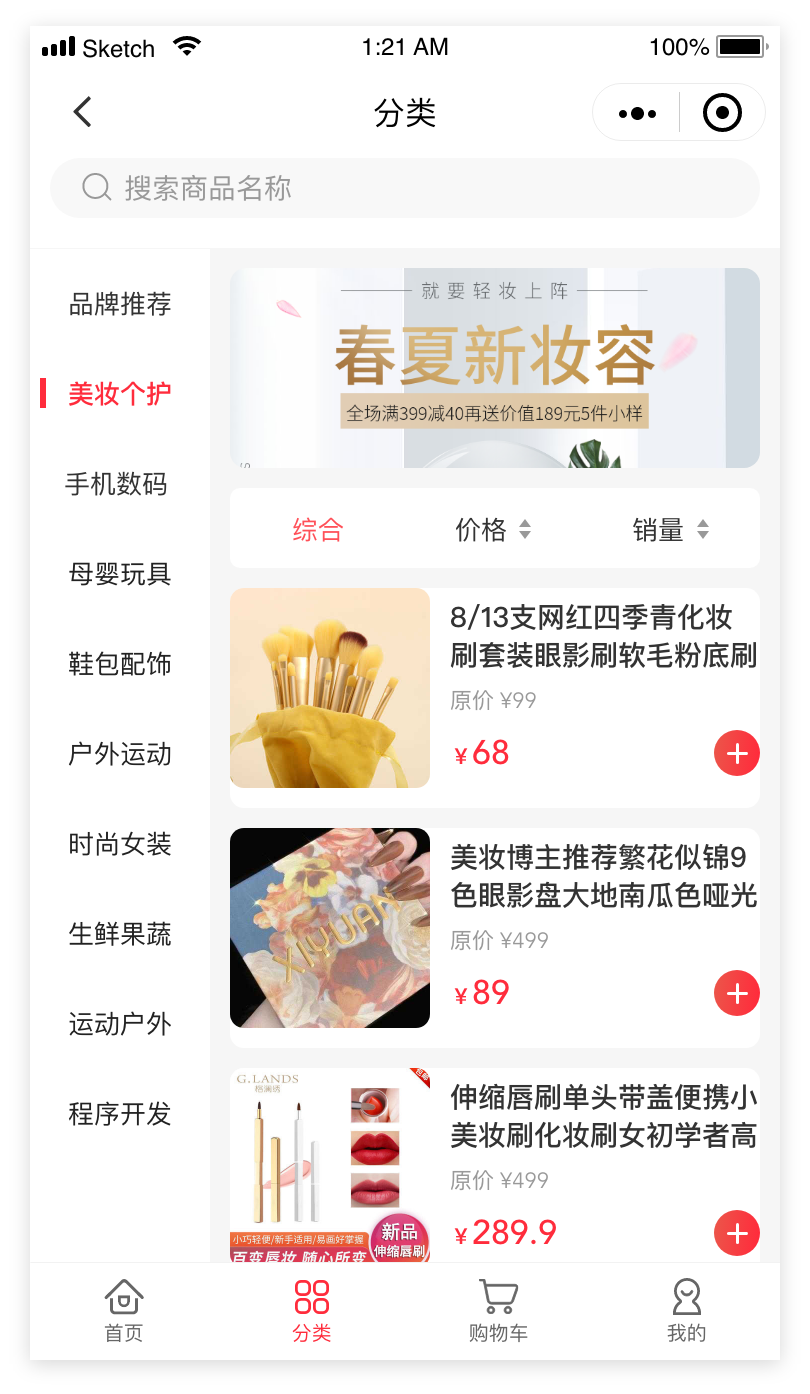 Sketch 1:21 AM 100%
分类
搜索商品名称
品牌推荐
美妆个护
手机数码
母婴玩具
鞋包配饰
户外运动
时尚女装
生鲜果蔬
运动户外
程序开发
就要轻妆上阵
春夏新妆容
全场满399减40再送价值189元5件小样
综合 价格 销量
8/13支网红四季青化妆
刷套装眼影刷软毛粉底刷
原价 ¥99
¥68
XIYUAN
美妆博主推荐繁花似锦9
色眼影盘大地南瓜色哑光
原价 ¥499
¥89
G.LANDS
格澜绣
小巧轻便/新手适用/易画好掌握
百变唇妆 随心所变
新品
伸缩唇刷
伸缩唇刷单头带盖便携小
美妆刷化妆刷女初学者高
原价 ¥499
¥289.9
首页 分类 购物车 我的